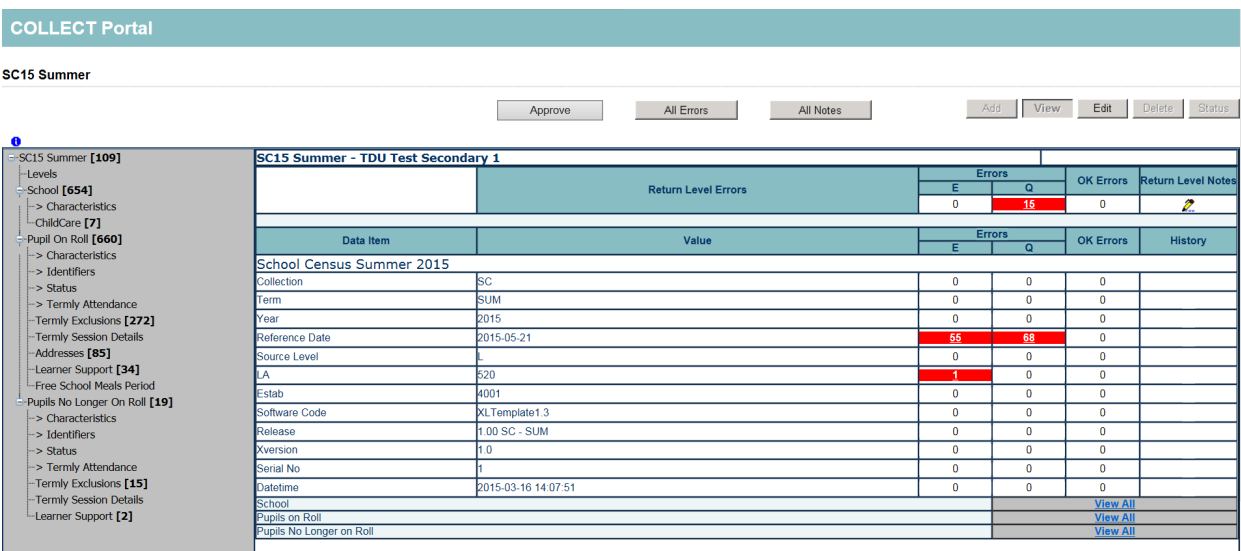 COLLECT Portal
SC15 Summer
Approve All Errors All Notes Add View Edit Delete Status
SC15 Summer [109]
Levels
School [654]
> Characteristics
ChildCare [7]
Pupil On Roll [660]
> Characteristics
> Identifiers
> Status
> Termly Attendance
Termly Exclusions [272]
Termly Session Details
Addresses [85]
Learner Support [34]
Free School Meals Period
Pupils No Longer On Roll [19]
> Characteristics
> Identifiers
> Status
> Termly Attendance
Termly Exclusions [15]
Termly Session Details
Learner Support [2]
SC15 Summer - TDU Test Secondary 1
Return Level Errors Errors OK Errors Return Level Notes
E Q
0 15 0
Data Item Value Errors OK Errors History
E Q
School Census Summer 2015
Collection SC 0 0 0
Term SUM 0 0 0
Year 2015 0 0 0
Reference Date 2015-05-21 55 68 0
Source Level L 0 0 0
LA 520 1 0 0
Estab 4001 0 0 0
Software Code XLTemplate1.3 0 0 0
Release 1.00 SC - SUM 0 0 0
Xversion 1.0 0 0 0
Serial No 1 0 0 0
Datetime 2015-03-16 14:07:51 0 0 0
School View All
Pupils on Roll View All
Pupils No Longer on Roll View All